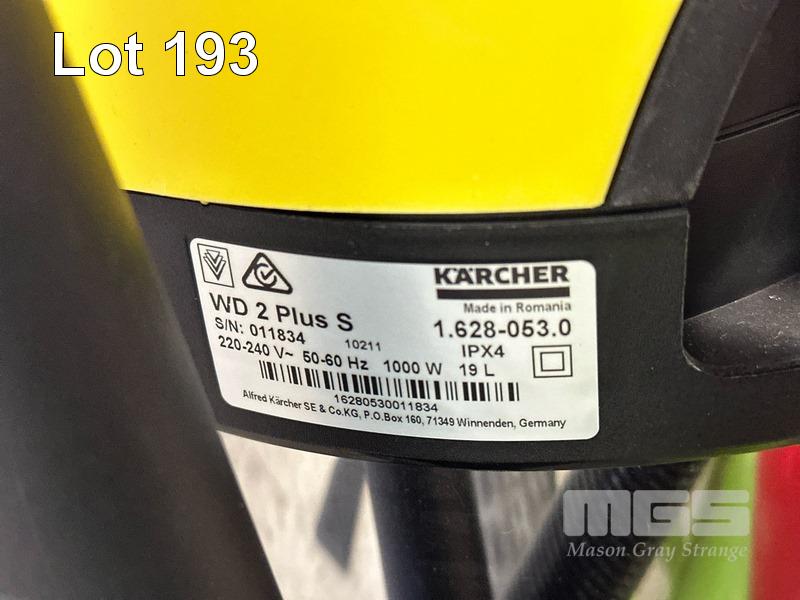 Lot 193
KÄRCHER
Made in Romania
WD 2 Plus S
1.628-053.0
S/N: 011834
10211
IPX4
220-240 V~ 50-60 Hz 1000 W 19 L
16280530011834
Alfred Kärcher SE & Co.KG, P.O.Box 160, 71349 Winnenden, Germany
MGS
Mason Gray Strange